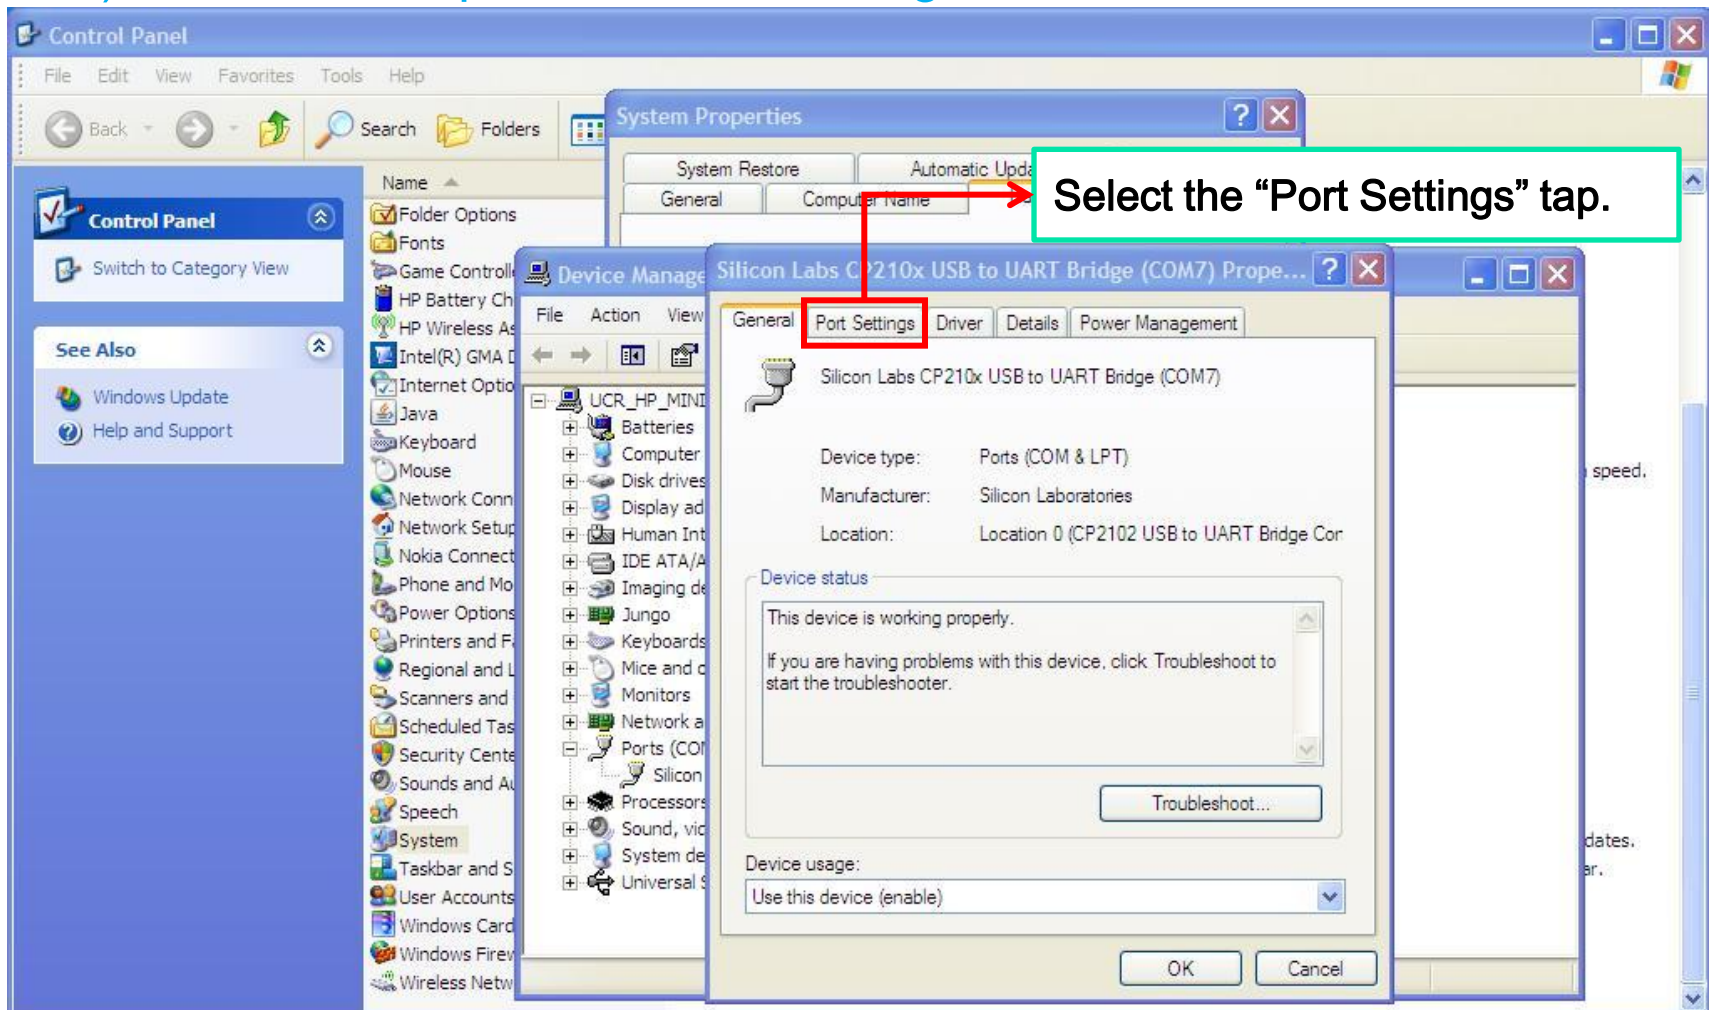 Control Panel
File Edit View Favorites Tools Help
Back Search Folders
System Properties
System Restore Automatic Upda
General Computer Name
Select the “Port Settings” tap.
Control Panel
Switch to Category View
See Also
Windows Update
Help and Support
Name
Folder Options
Fonts
Game Controll
HP Battery Ch
HP Wireless As
Intel(R) GMA D
Internet Optio
Java
Keyboard
Mouse
Network Conn
Network Setup
Nokia Connect
Phone and Mo
Power Options
Printers and Fa
Regional and L
Scanners and
Scheduled Tas
Security Cente
Sounds and Au
Speech
System
Taskbar and S
User Accounts
Windows Card
Windows Firew
Wireless Netw
Device Manage
File Action View
UCR_HP_MINI
Batteries
Computer
Disk drives
Display ad
Human Int
IDE ATA/A
Imaging de
Jungo
Keyboards
Mice and o
Monitors
Network a
Ports (COM
Silicon
Processors
Sound, vid
System de
Universal S
Silicon Labs CP210x USB to UART Bridge (COM7) Prope...
General Port Settings Driver Details Power Management
Silicon Labs CP210x USB to UART Bridge (COM7)
Device type: Ports (COM & LPT)
Manufacturer: Silicon Laboratories
Location: Location 0 (CP2102 USB to UART Bridge Cor
Device status
This device is working properly.
If you are having problems with this device, click Troubleshoot to
start the troubleshooter.
Troubleshoot...
Device usage:
Use this device (enable)
OK Cancel
speed.
dates.
ar.